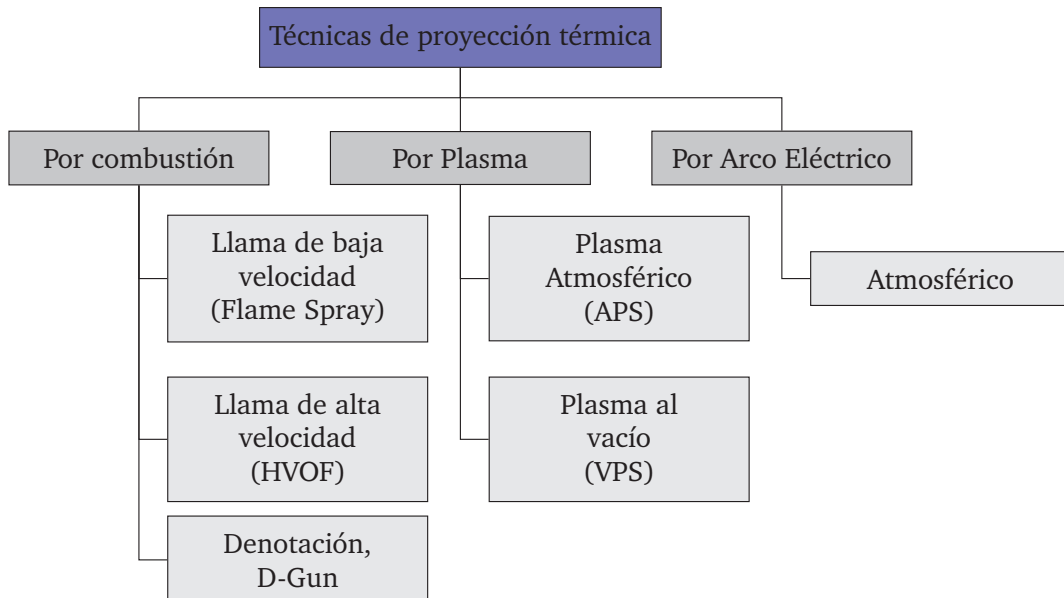 Técnicas de proyección térmica
Por combustión
Por Plasma
Por Arco Eléctrico
Llama de baja
velocidad
(Flame Spray)
Plasma
Atmosférico
(APS)
Atmosférico
Llama de alta
velocidad
(HVOF)
Plasma al
vacío
(VPS)
Denotación,
D-Gun